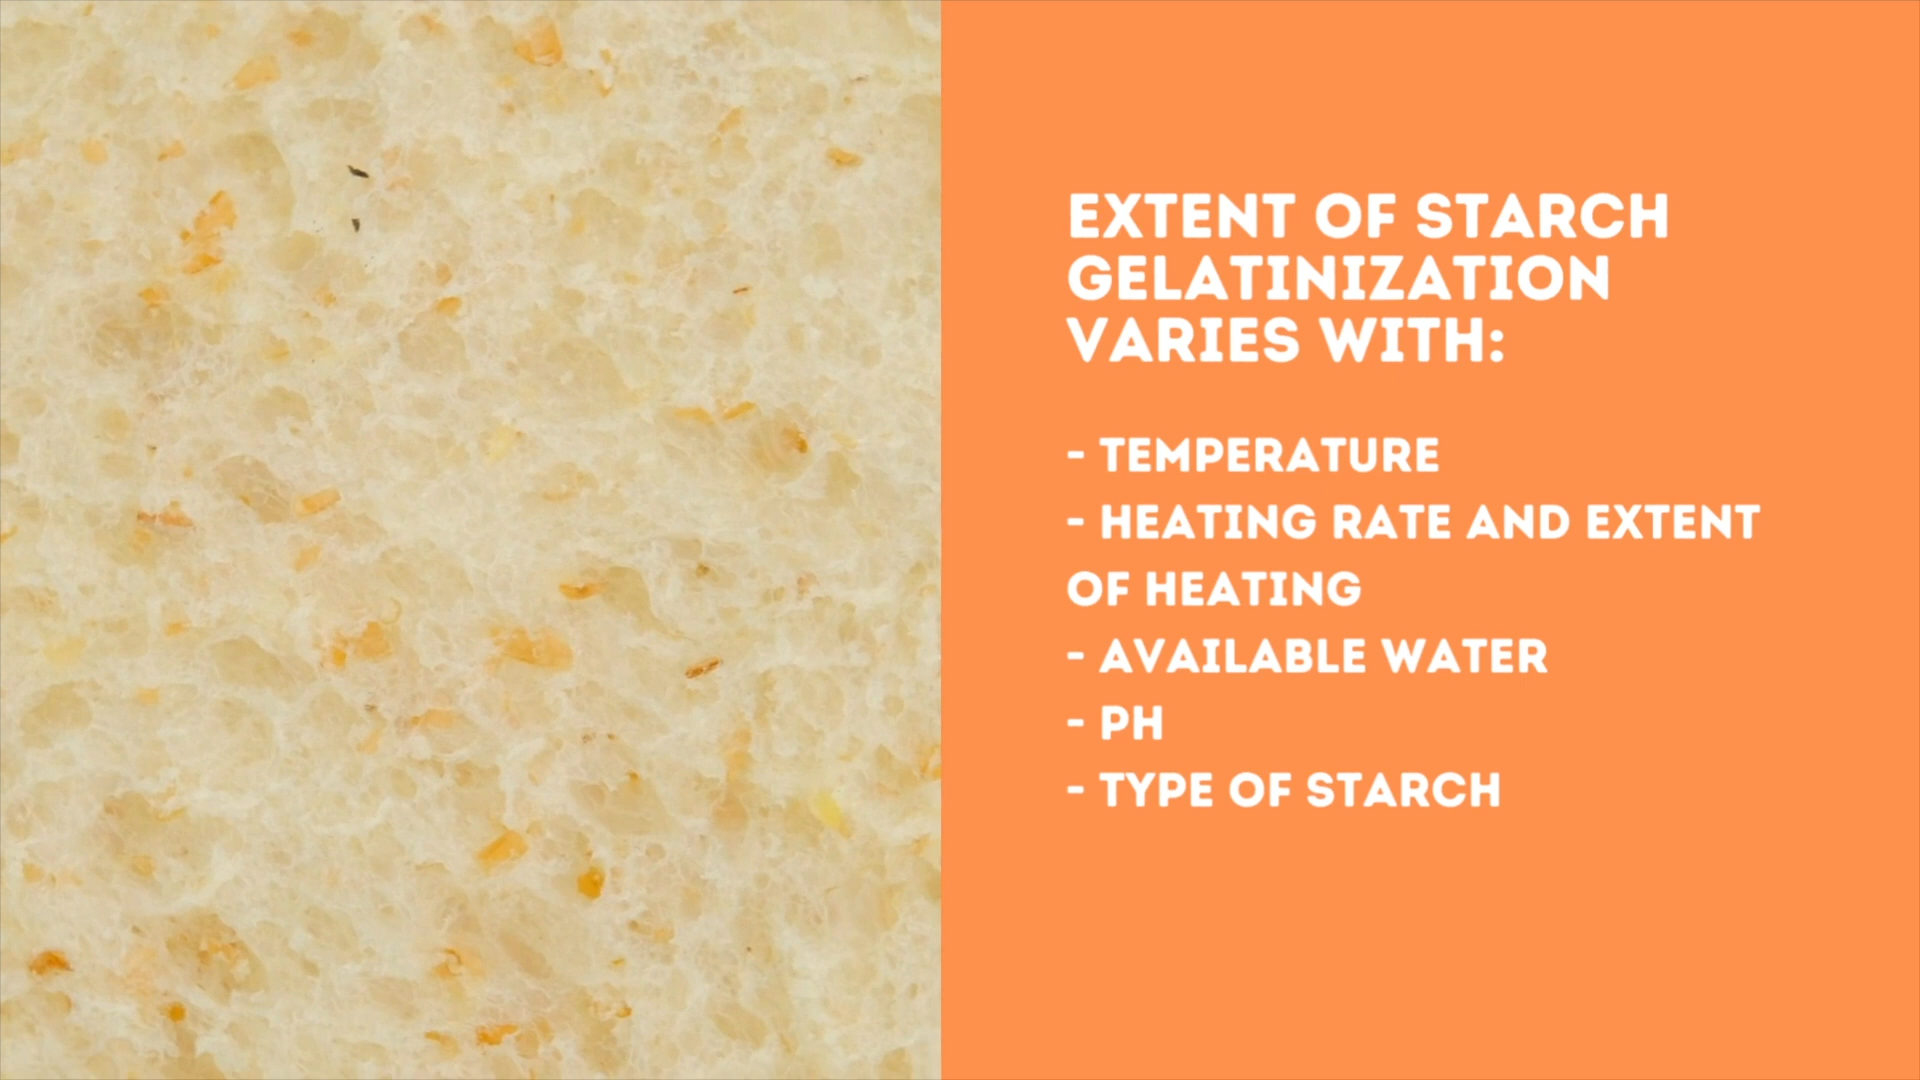 EXTENT OF STARCH
GELATINIZATION
VARIES WITH:
- TEMPERATURE
- HEATING RATE AND EXTENT
OF HEATING
- AVAILABLE WATER
- PH
- TYPE OF STARCH